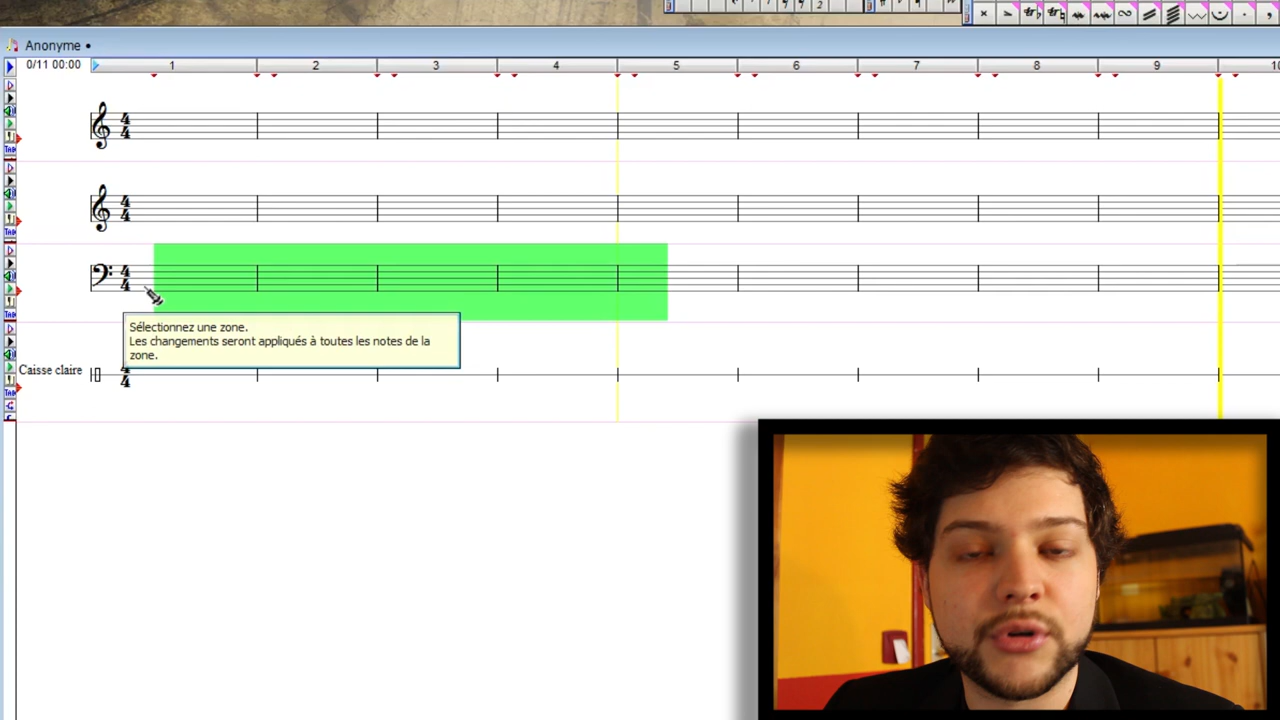 Anonyme •
0/11 00:00
1 2 3 4 5 6 7 8 9 10
Sélectionnez une zone.
Les changements seront appliqués à toutes les notes de la
zone.
Caisse claire